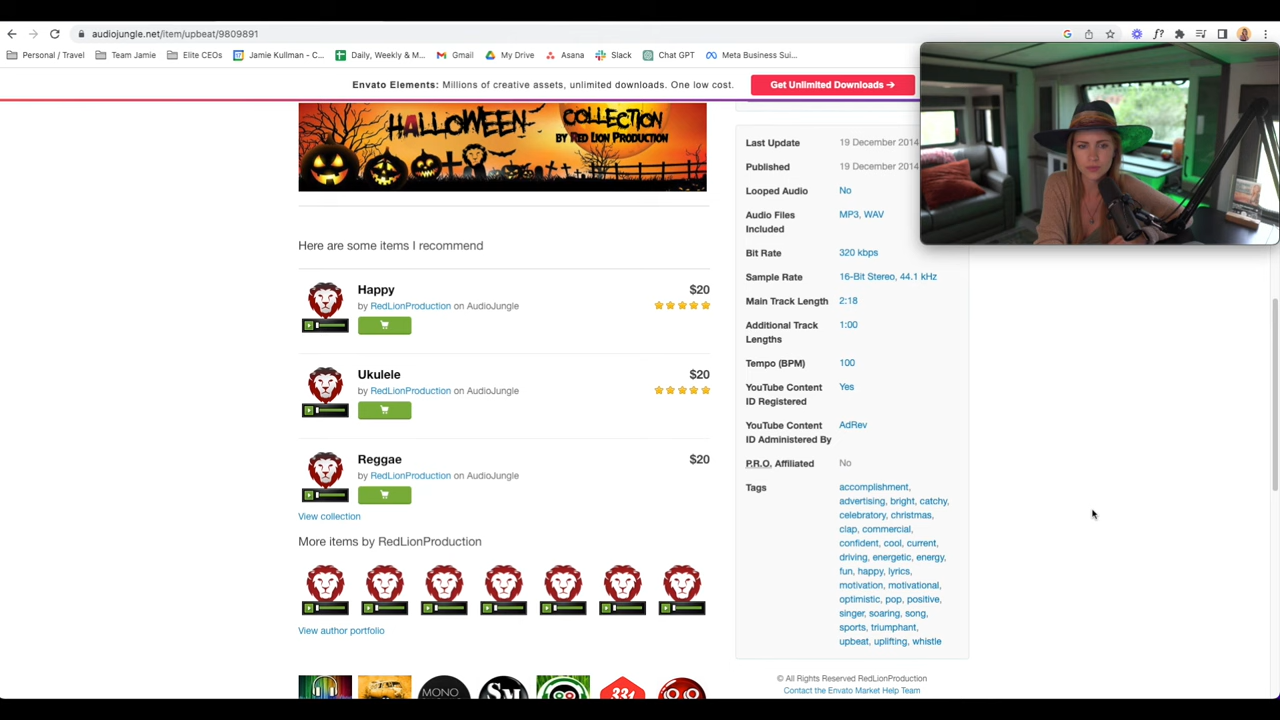 audiojungle.net/item/upbeat/9809891
Personal / Travel
Team Jamie
Elite CEOs
Jamie Kullman - C...
Daily, Weekly & M...
Gmail
My Drive
Asana
Slack
Chat GPT
Meta Business Sui...
Envato Elements: Millions of creative assets, unlimited downloads. One low cost.
Get Unlimited Downloads →
HALLOWEEN COLLECTION
BY RED LION PRODUCTION
Here are some items I recommend
Happy $20
by RedLionProduction on AudioJungle
Ukulele $20
by RedLionProduction on AudioJungle
Reggae $20
by RedLionProduction on AudioJungle
View collection
More items by RedLionProduction
View author portfolio
MONO
SM
33
Last Update 19 December 2014
Published 19 December 2014
Looped Audio No
Audio Files MP3, WAV
Included
Bit Rate 320 kbps
Sample Rate 16-Bit Stereo, 44.1 kHz
Main Track Length 2:18
Additional Track 1:00
Lengths
Tempo (BPM) 100
YouTube Content Yes
ID Registered
YouTube Content AdRev
ID Administered By
P.R.O. Affiliated No
Tags accomplishment,
advertising, bright, catchy,
celebratory, christmas,
clap, commercial,
confident, cool, current,
driving, energetic, energy,
fun, happy, lyrics,
motivation, motivational,
optimistic, pop, positive,
singer, soaring, song,
sports, triumphant,
upbeat, uplifting, whistle
© All Rights Reserved RedLionProduction
Contact the Envato Market Help Team